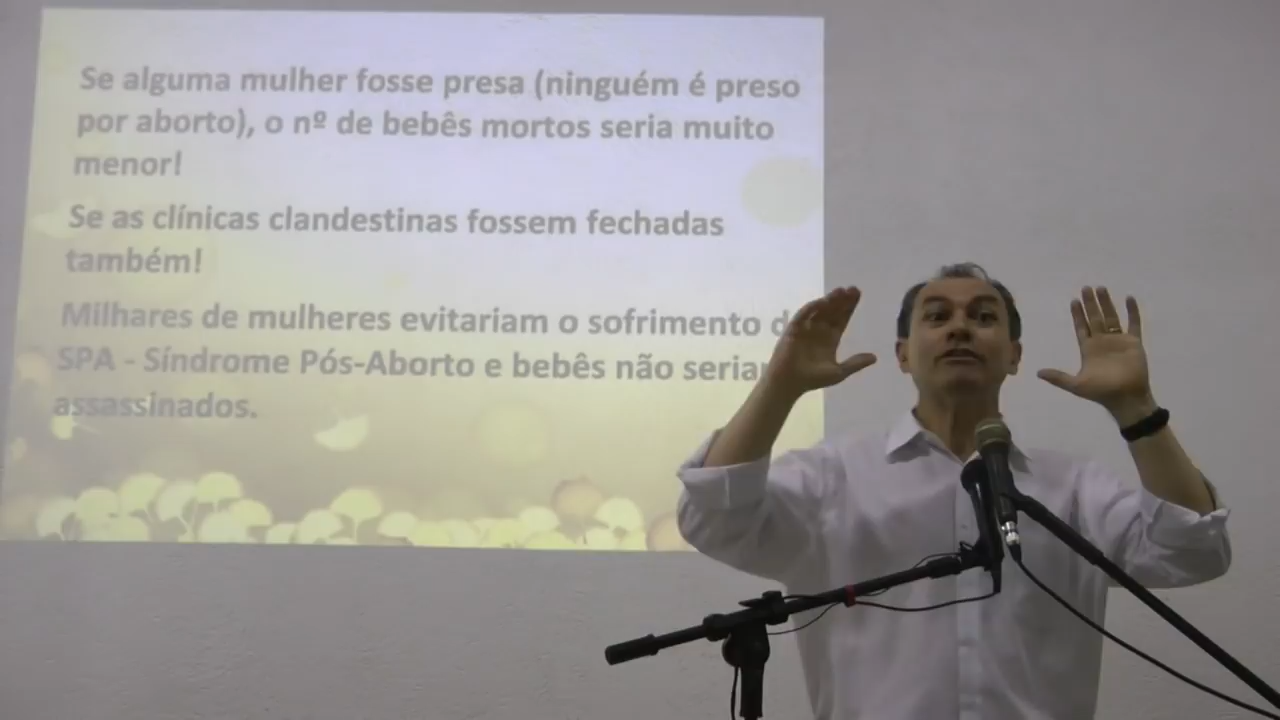 Se alguma mulher fosse presa (ninguém é preso
por aborto), o nº de bebês mortos seria muito
menor!
Se as clínicas clandestinas fossem fechadas
também!
Milhares de mulheres evitariam o sofrimento
SPA - Síndrome Pós-Aborto e bebês não
assassinados.